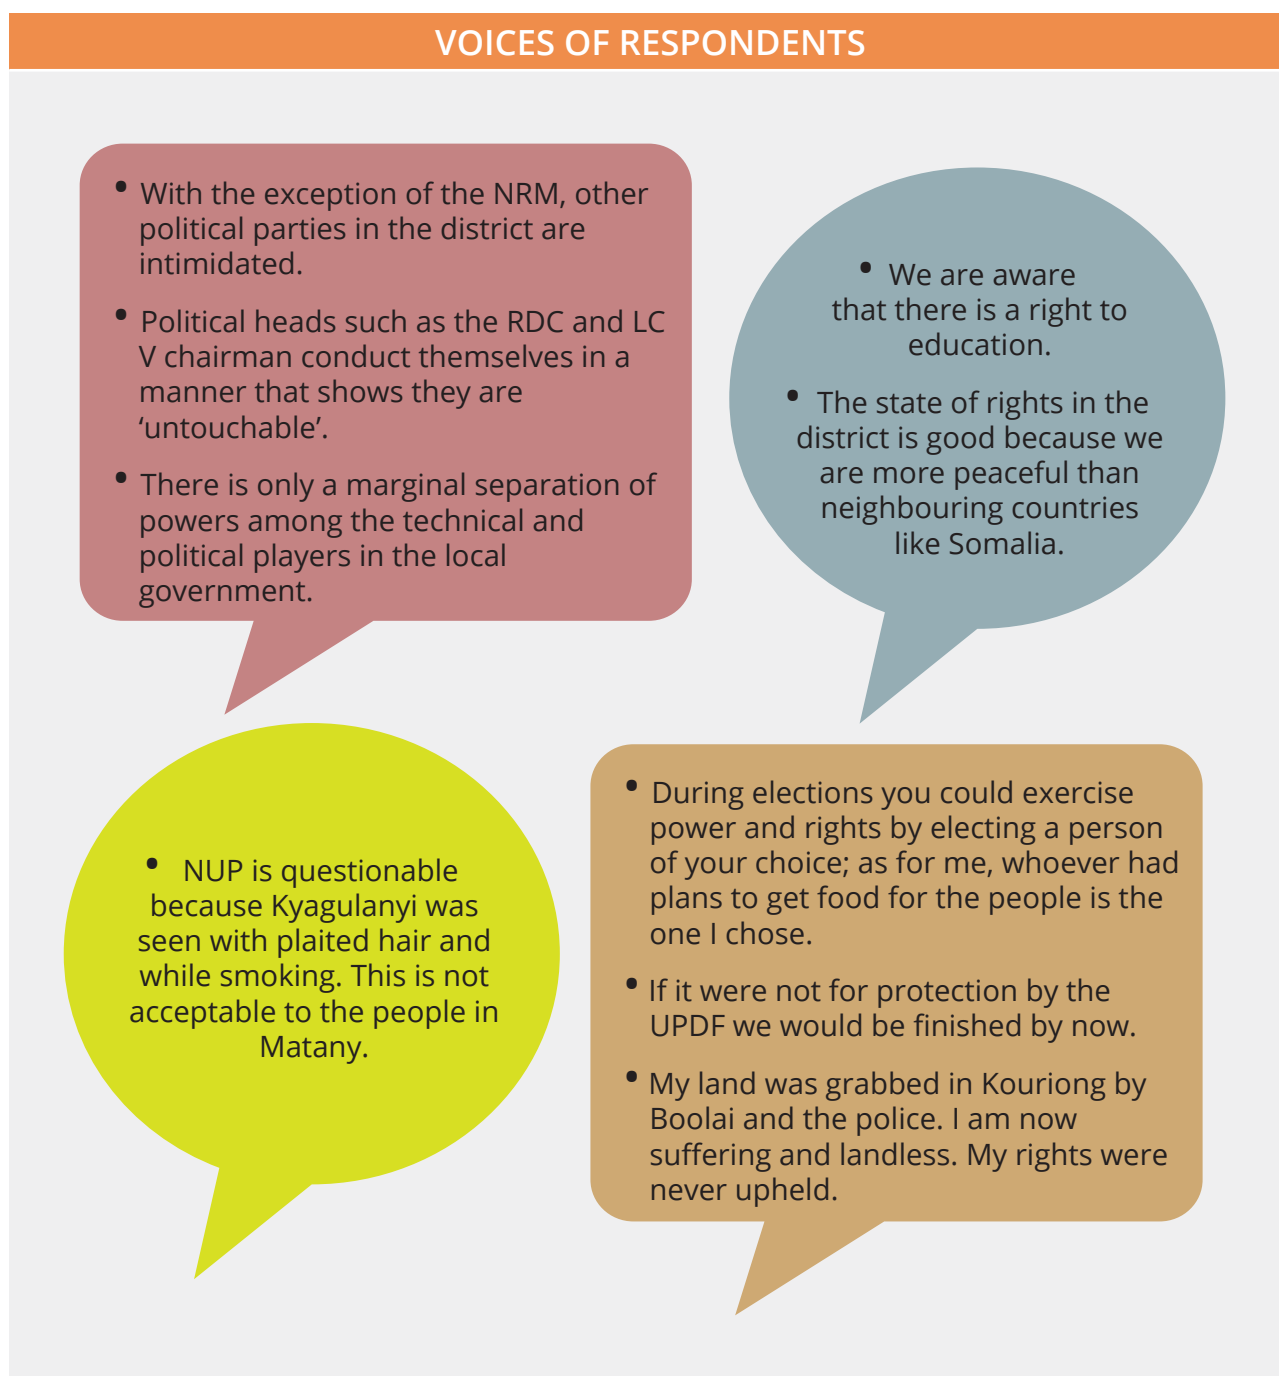 VOICES OF RESPONDENTS
• With the exception of the NRM, other
political parties in the district are
intimidated.
• Political heads such as the RDC and LC
V chairman conduct themselves in a
manner that shows they are
‘untouchable’.
• There is only a marginal separation of
powers among the technical and
political players in the local
government.
• We are aware
that there is a right to
education.
• The state of rights in the
district is good because we
are more peaceful than
neighbouring countries
like Somalia.
• NUP is questionable
because Kyagulanyi was
seen with plaited hair and
while smoking. This is not
acceptable to the people in
Matany.
• During elections you could exercise
power and rights by electing a person
of your choice; as for me, whoever had
plans to get food for the people is the
one I chose.
• If it were not for protection by the
UPDF we would be finished by now.
• My land was grabbed in Kouriong by
Boolai and the police. I am now
suffering and landless. My rights were
never upheld.